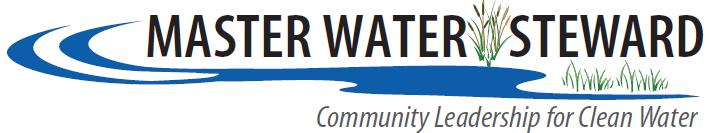 MASTER WATER STEWARD
Community Leadership for Clean Water